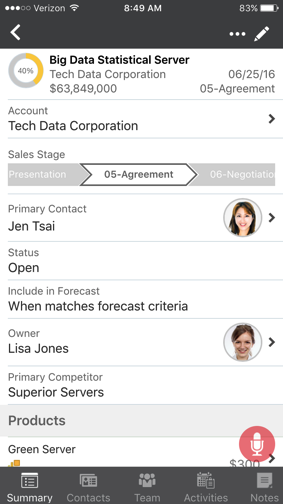 Verizon 8:49 AM 83%
40%
Big Data Statistical Server
Tech Data Corporation 06/25/16
$63,849,000 05-Agreement
Account
Tech Data Corporation
Sales Stage
Presentation 05-Agreement 06-Negotiatio
Primary Contact
Jen Tsai
Status
Open
Include in Forecast
When matches forecast criteria
Owner
Lisa Jones
Primary Competitor
Superior Servers
Products
Green Server
$300
Summary Contacts Team Activities Notes